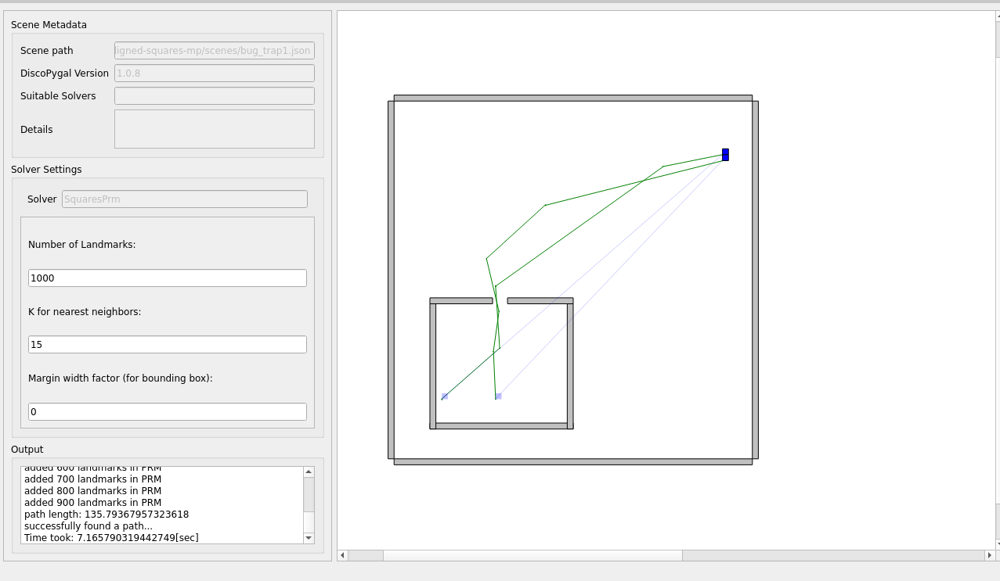 Scene Metadata
Scene path
ligned-squares-mp/scenes/bug_trap1.json
DiscoPygal Version
1.0.8
Suitable Solvers
Details
Solver Settings
Solver
SquaresPrm
Number of Landmarks:
1000
K for nearest neighbors:
15
Margin width factor (for bounding box):
0
Output
added 600 landmarks in PRM
added 700 landmarks in PRM
added 800 landmarks in PRM
added 900 landmarks in PRM
path length: 135.79367957323618
successfully found a path...
Time took: 7.165790319442749[sec]